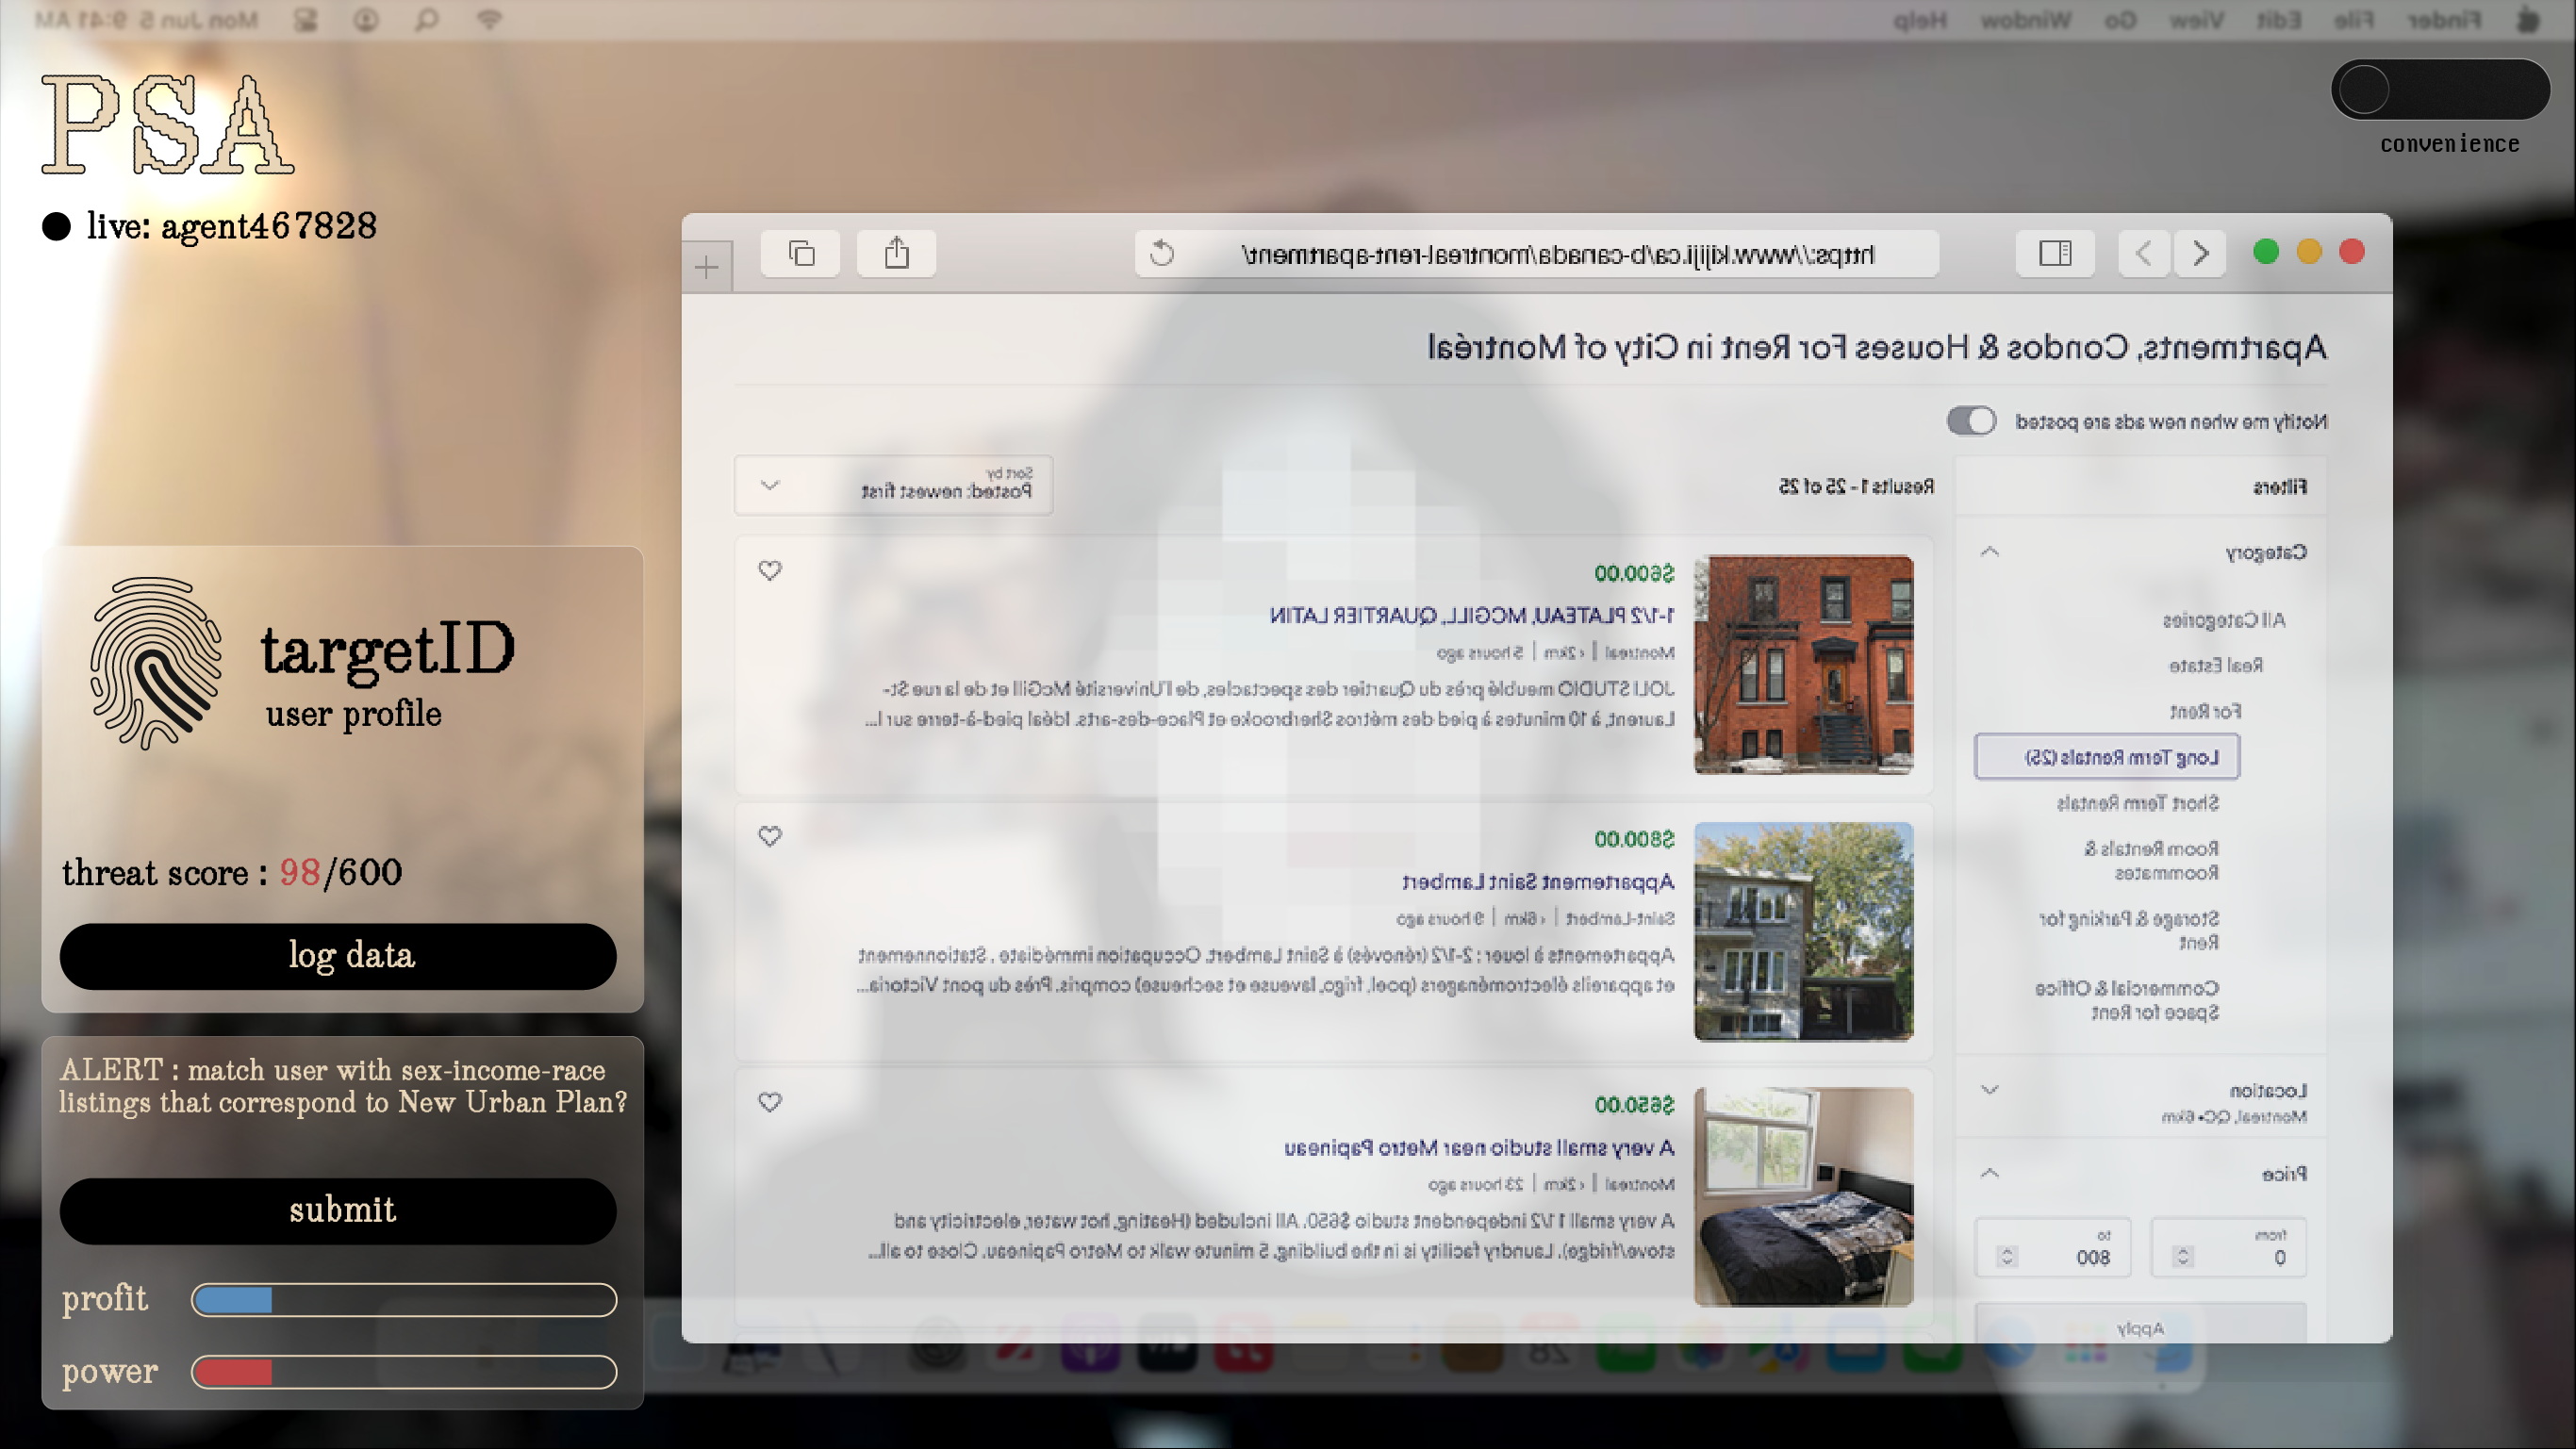 Mon Jun 5 9:41 AM
Finder File Edit View Go Window Help
PSA
convenience
live: agent467828
https://www.kijiji.ca/b-canada/montreal-rent-apartment/
Apartments, Condos & Houses For Rent in City of Montréal
Notify me when new ads are posted
Filters
Results 1 - 25 of 25
Sort by
Posted: newest first
Category
All Categories
Real Estate
For Rent
Long Term Rentals (25)
Short Term Rentals
Room Rentals &
Roommates
Storage & Parking for
Rent
Commercial & Office
Space for Rent
Location
Montreal, QC • 6km
Price
from
0
to
800
Apply
$600.00
1-1/2 PLATEAU, MCGILL, QUARTIER LATIN
Montreal | < 2km | 5 hours ago
JOLI STUDIO meublé près du Quartier des spectacles, de l'Université McGill et de la rue St-
Laurent, à 10 minutes à pied des métros Sherbrooke et Place-des-arts. Idéal pied-à-terre sur l...
$800.00
Appartement Saint Lambert
Saint-Lambert | < 6km | 9 hours ago
Appartements à louer : 2-1/2 (rénovés) à Saint Lambert. Occupation immédiate . Stationnement
et appareils électroménagers (poel, frigo, laveuse et secheuse) compris. Près du pont Victoria...
$650.00
A very small studio near Metro Papineau
Montreal | < 2km | 23 hours ago
A very small 1 1/2 independent studio $650. All included (Heating, hot water, electricity and
stove/fridge). Laundry facility is in the building, 5 minute walk to Metro Papineau. Close to all...
targetID
user profile
threat score : 98/600
log data
ALERT : match user with sex-income-race
listings that correspond to New Urban Plan?
submit
profit
power
28